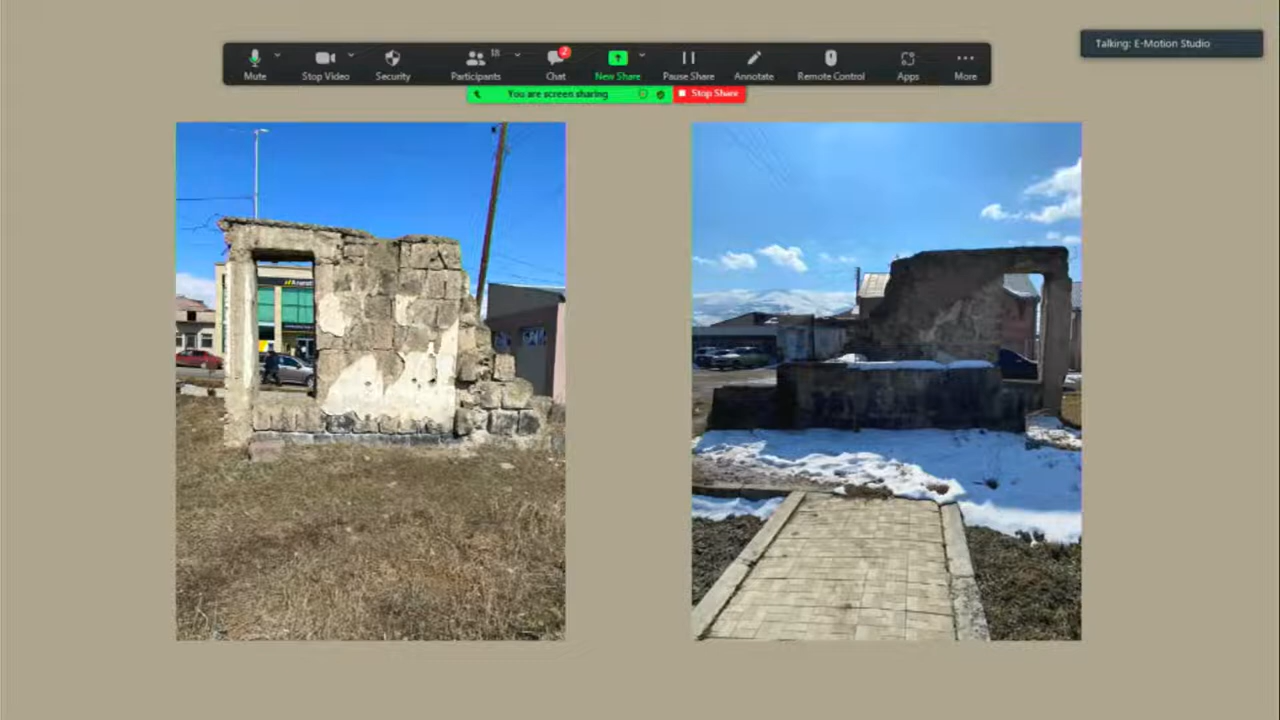 Talking: E-Motion Studio
Mute
Stop Video
Security
Participants
Chat
2
New Share
Pause Share
Annotate
Remote Control
Apps
More
You are screen sharing
Stop Share